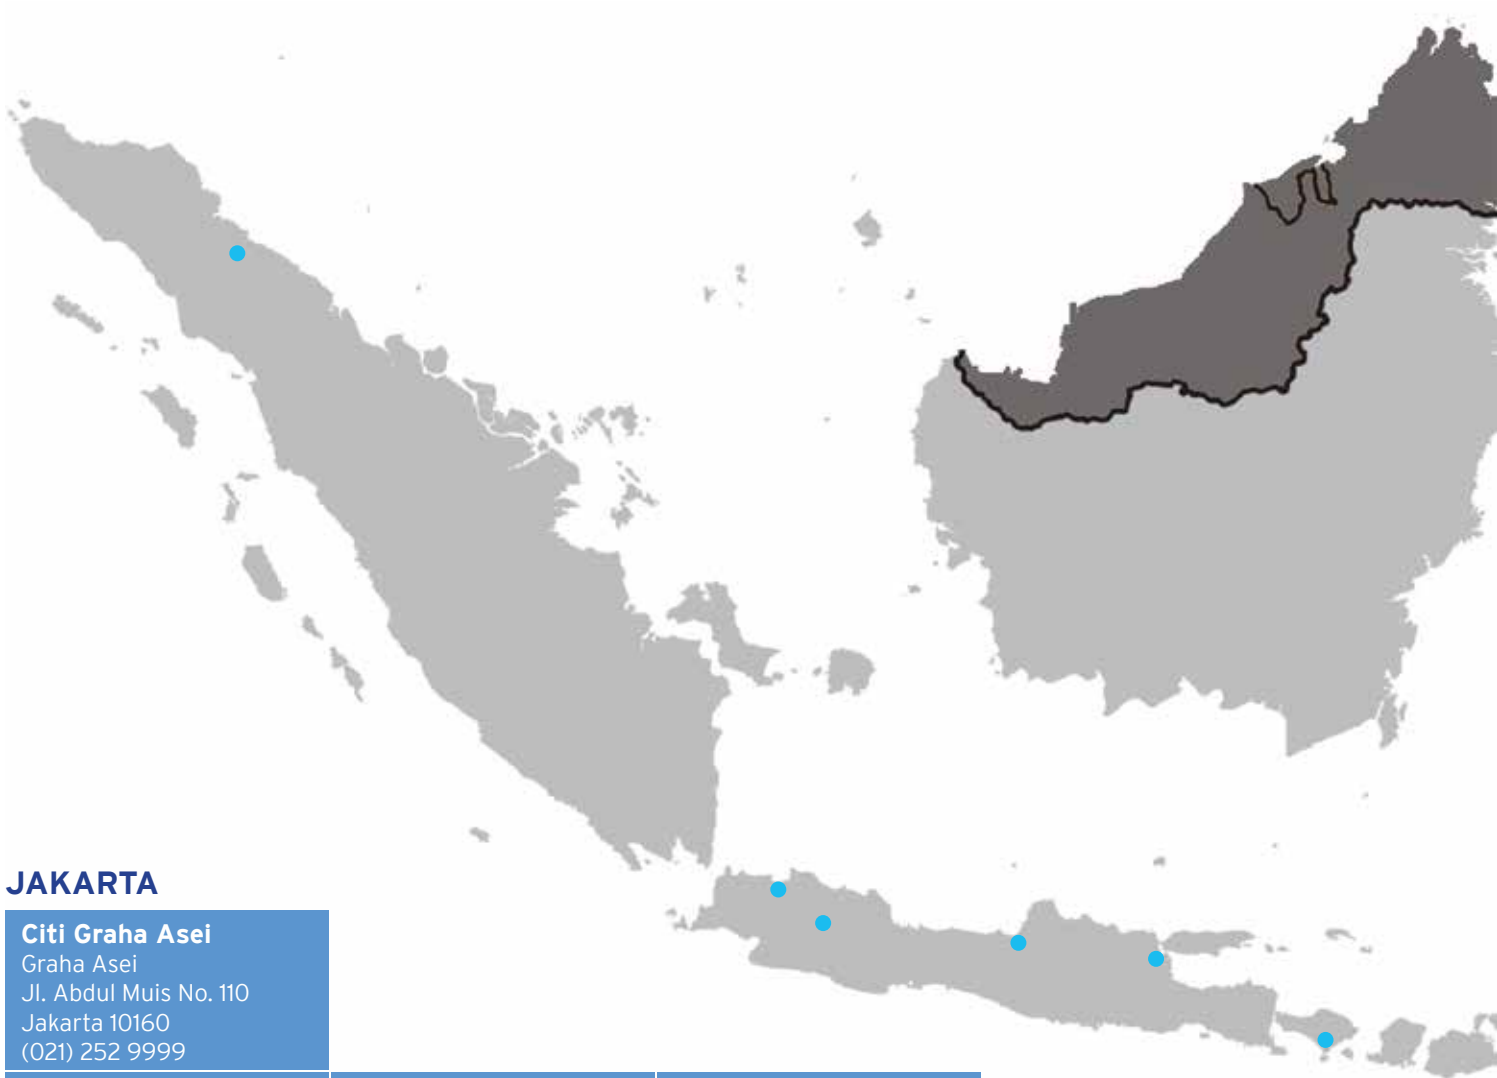 JAKARTA
Citi Graha Asei
Graha Asei
Jl. Abdul Muis No. 110
Jakarta 10160
(021) 252 9999